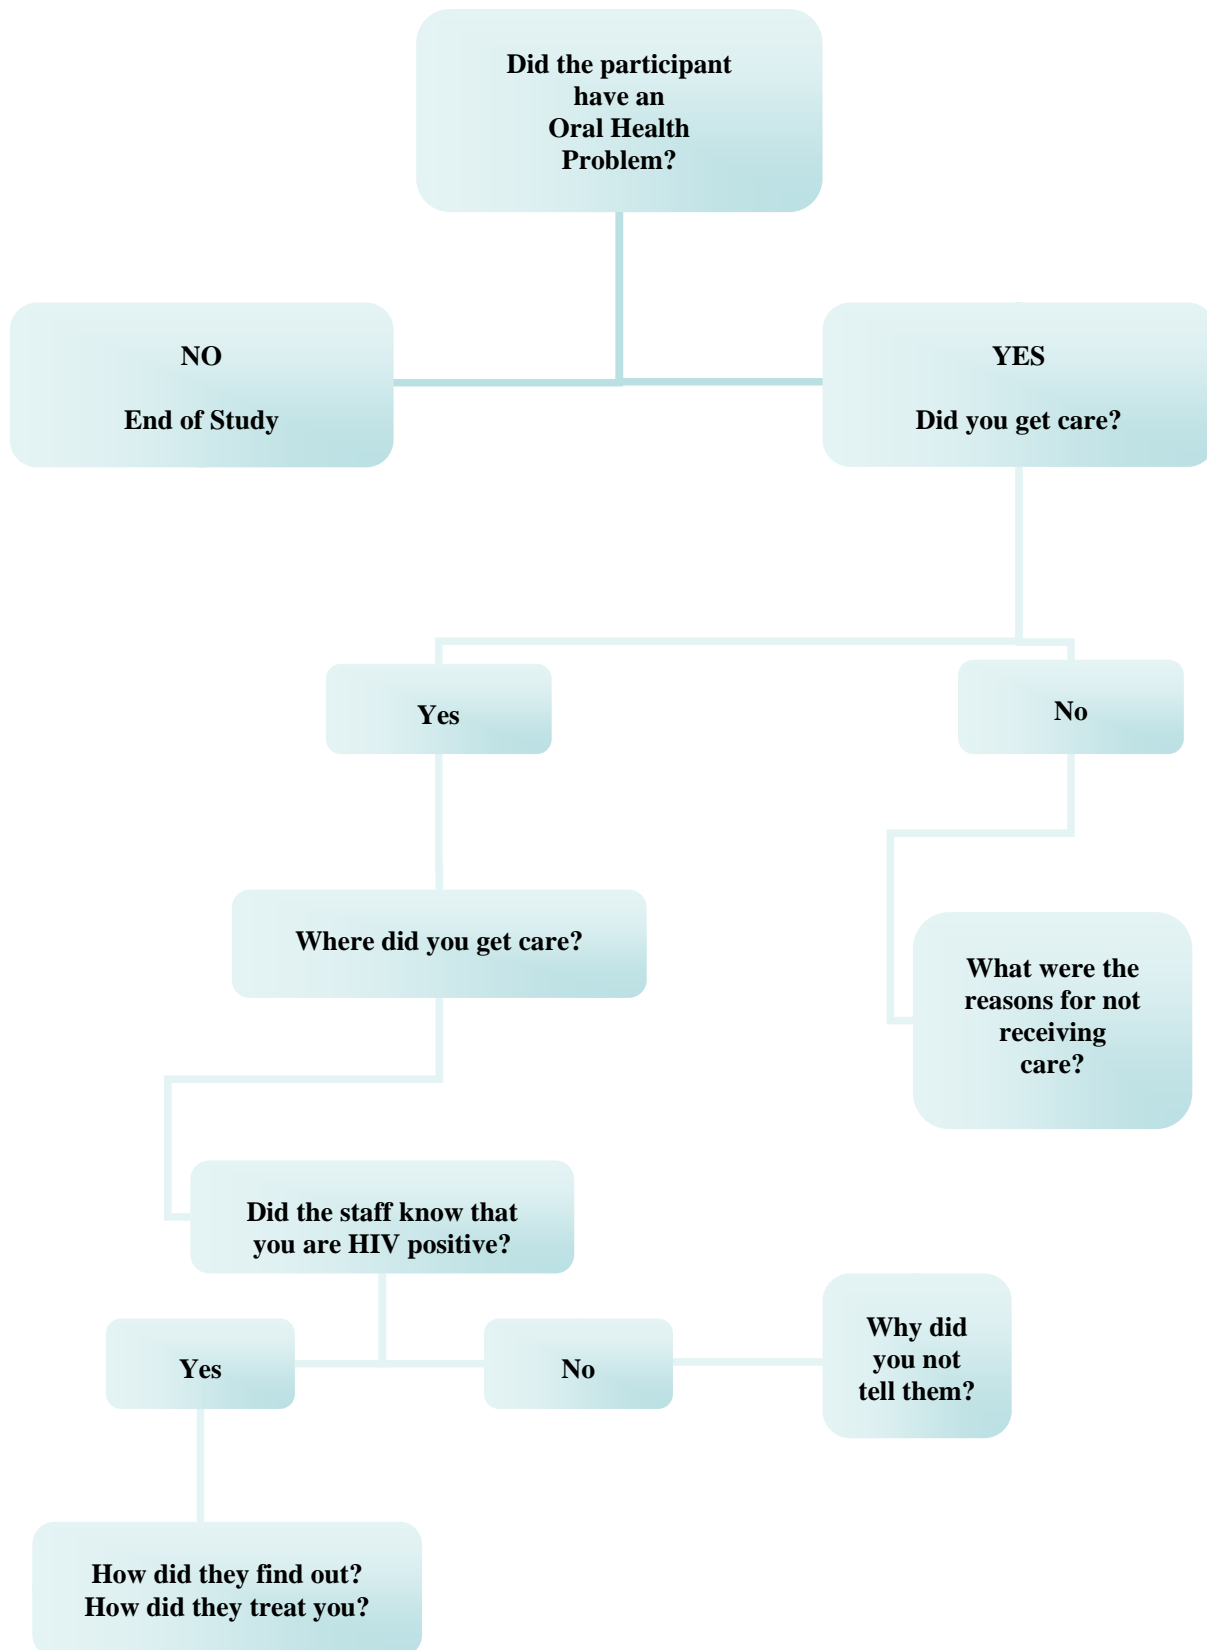 Did the participant
have an
Oral Health
Problem?
NO
End of Study
YES
Did you get care?
Yes
No
Where did you get care?
What were the
reasons for not
receiving
care?
Did the staff know that
you are HIV positive?
Yes
No
Why did
you not
tell them?
How did they find out?
How did they treat you?